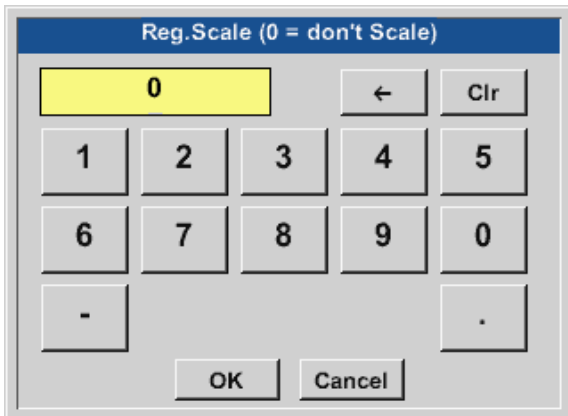 Reg.Scale (0 = don't Scale)
0 ← Clr
1 2 3 4 5
6 7 8 9 0
- .
OK Cancel